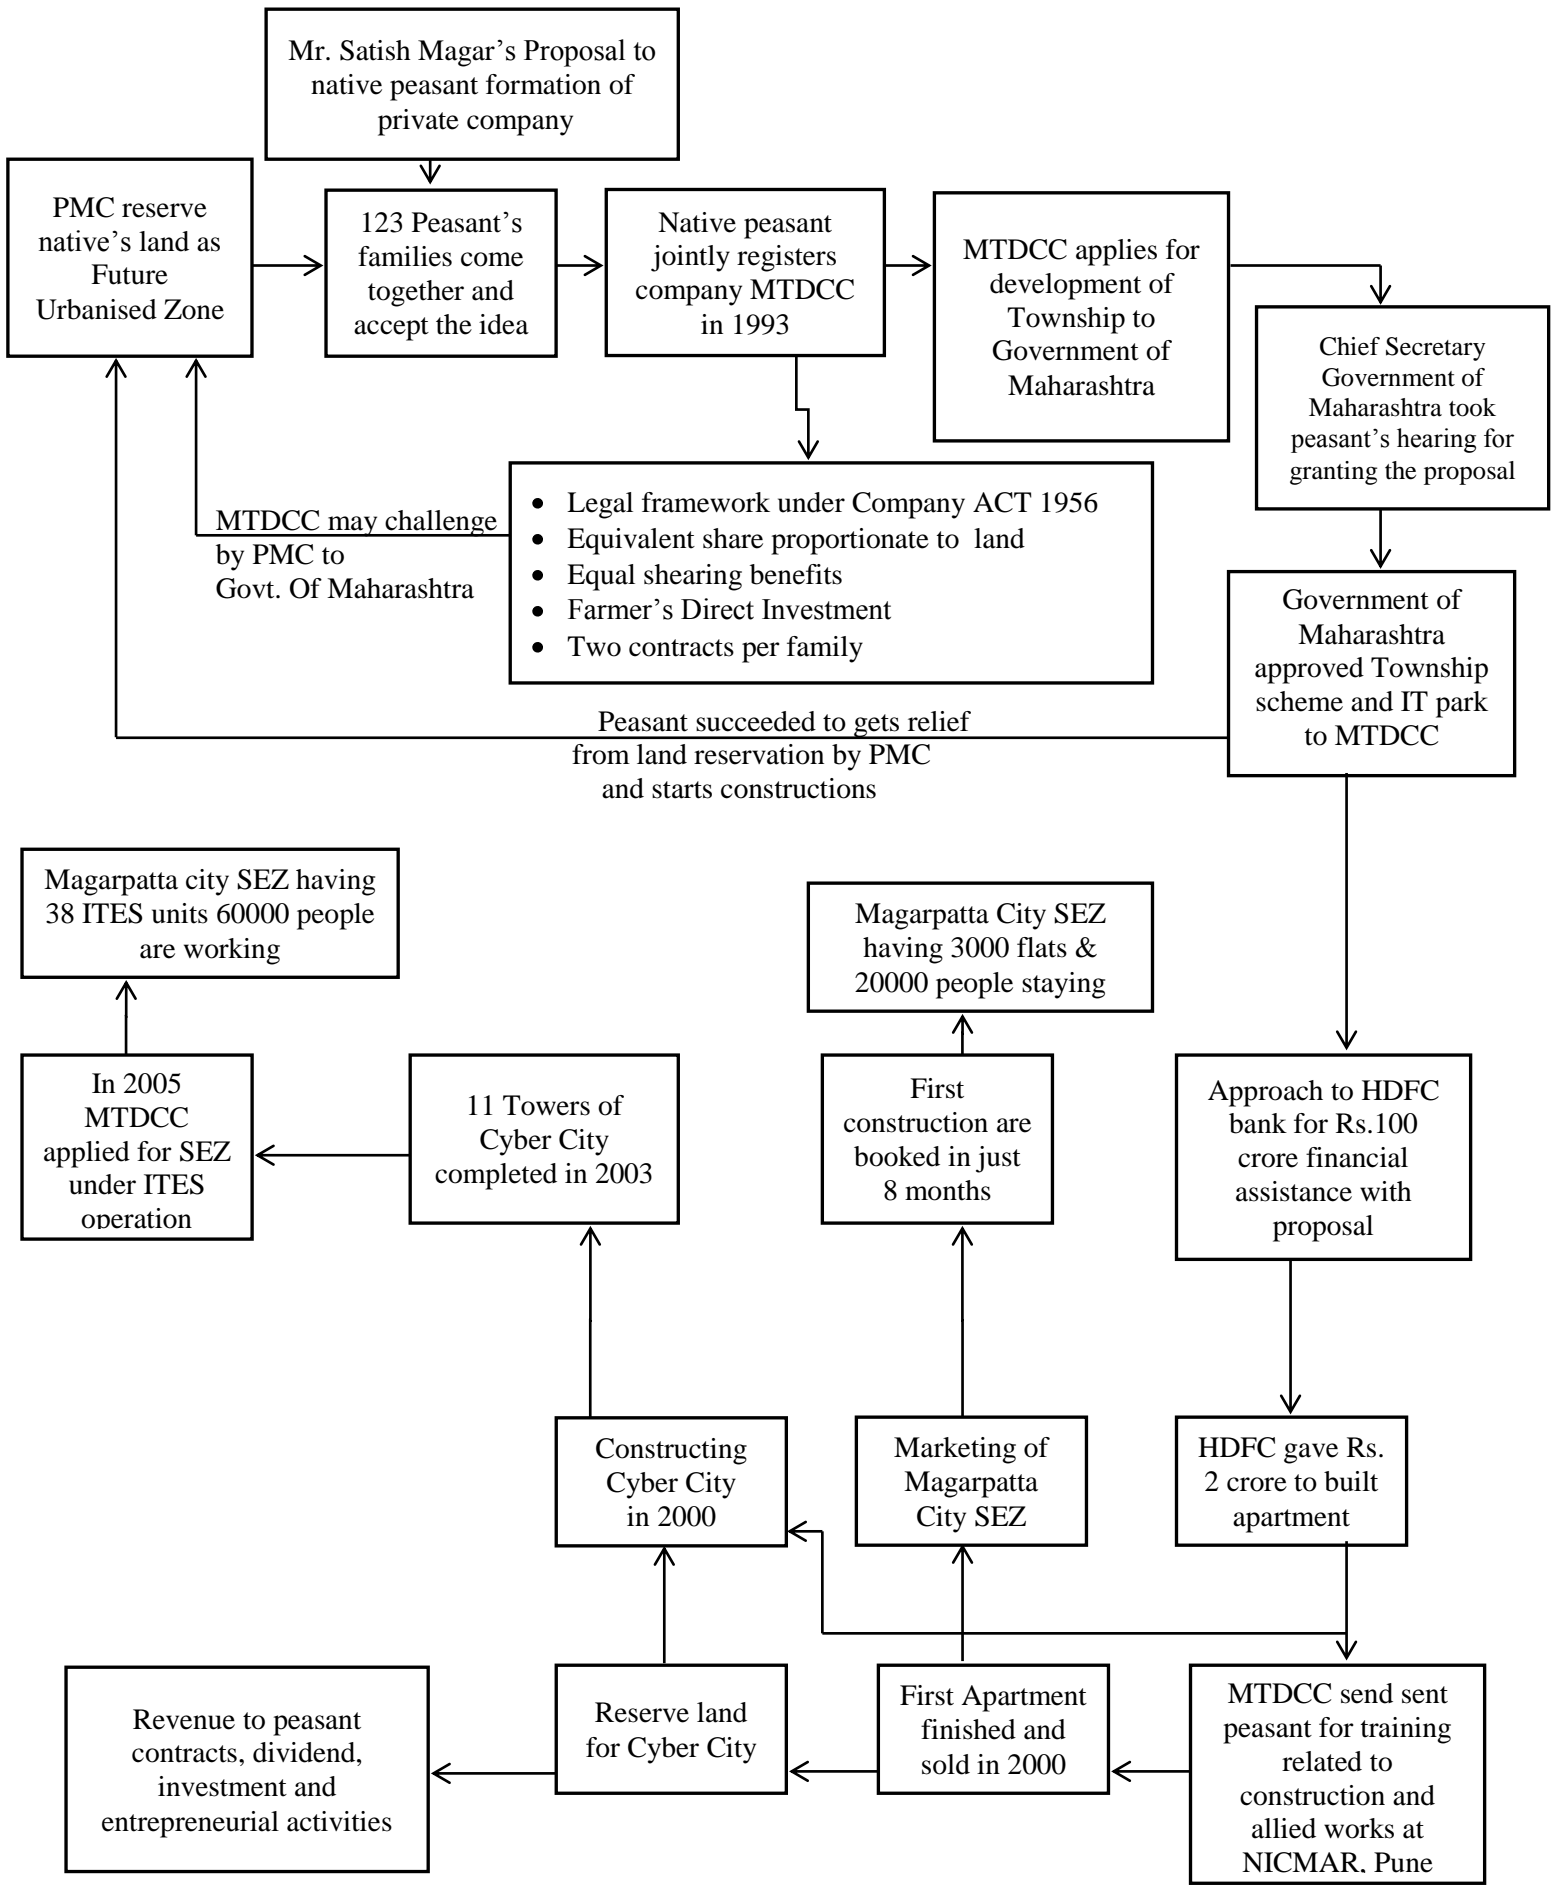 Mr. Satish Magar’s Proposal to
native peasant formation of
private company
PMC reserve
native’s land as
Future
Urbanised Zone
123 Peasant’s
families come
together and
accept the idea
Native peasant
jointly registers
company MTDCC
in 1993
MTDCC applies for
development of
Township to
Government of
Maharashtra
Chief Secretary
Government of
Maharashtra took
peasant’s hearing for
granting the proposal
• Legal framework under Company ACT 1956
• Equivalent share proportionate to land
• Equal shearing benefits
• Farmer’s Direct Investment
• Two contracts per family
MTDCC may challenge
by PMC to
Govt. Of Maharashtra
Government of
Maharashtra
approved Township
scheme and IT park
to MTDCC
Peasant succeeded to gets relief
from land reservation by PMC
and starts constructions
Magarpatta city SEZ having
38 ITES units 60000 people
are working
Magarpatta City SEZ
having 3000 flats &
20000 people staying
In 2005
MTDCC
applied for SEZ
under ITES
operation
11 Towers of
Cyber City
completed in 2003
First
construction are
booked in just
8 months
Approach to HDFC
bank for Rs.100
crore financial
assistance with
proposal
Constructing
Cyber City
in 2000
Marketing of
Magarpatta
City SEZ
HDFC gave Rs.
2 crore to built
apartment
Revenue to peasant
contracts, dividend,
investment and
entrepreneurial activities
Reserve land
for Cyber City
First Apartment
finished and
sold in 2000
MTDCC send sent
peasant for training
related to
construction and
allied works at
NICMAR, Pune